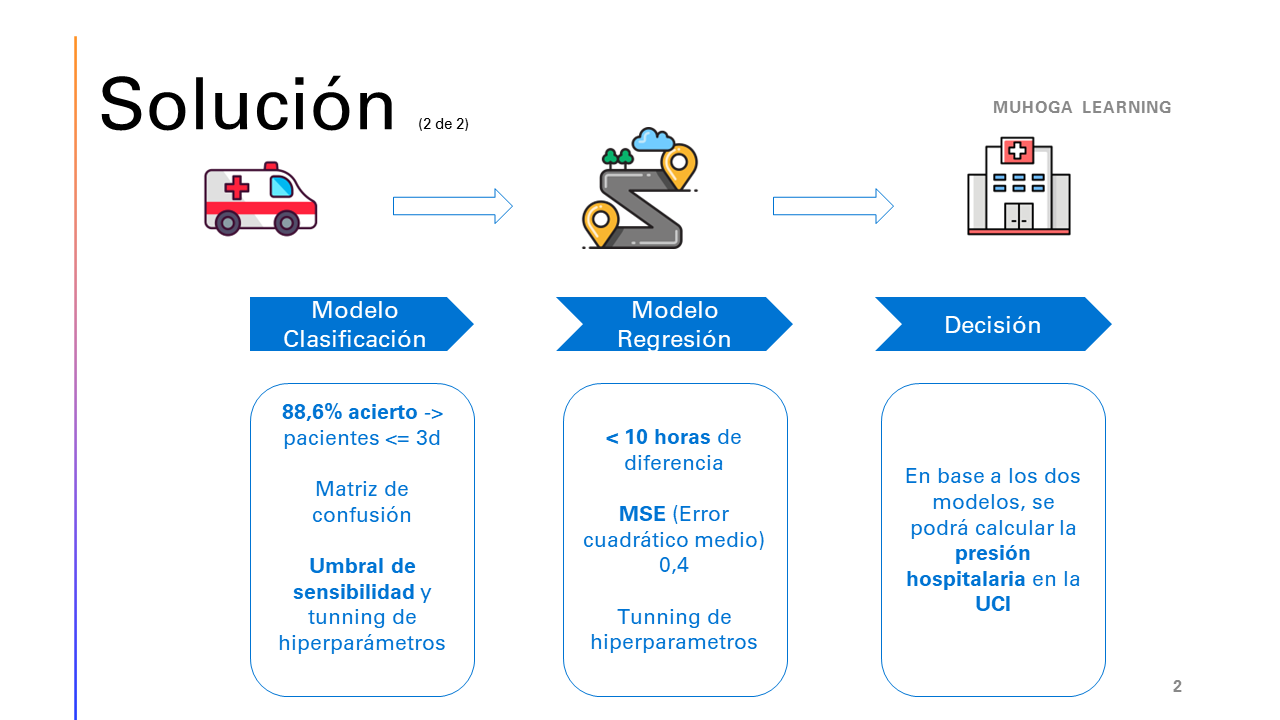 Solución (2 de 2)
MUHOGA LEARNING
Modelo
Clasificación
Modelo
Regresión
Decisión
88,6% acierto ->
pacientes <= 3d
Matriz de
confusión
Umbral de
sensibilidad y
tunning de
hiperparámetros
< 10 horas de
diferencia
MSE (Error
cuadrático medio)
0,4
Tunning de
hiperparametros
En base a los dos
modelos, se
podrá calcular la
presión
hospitalaria en la
UCI
2